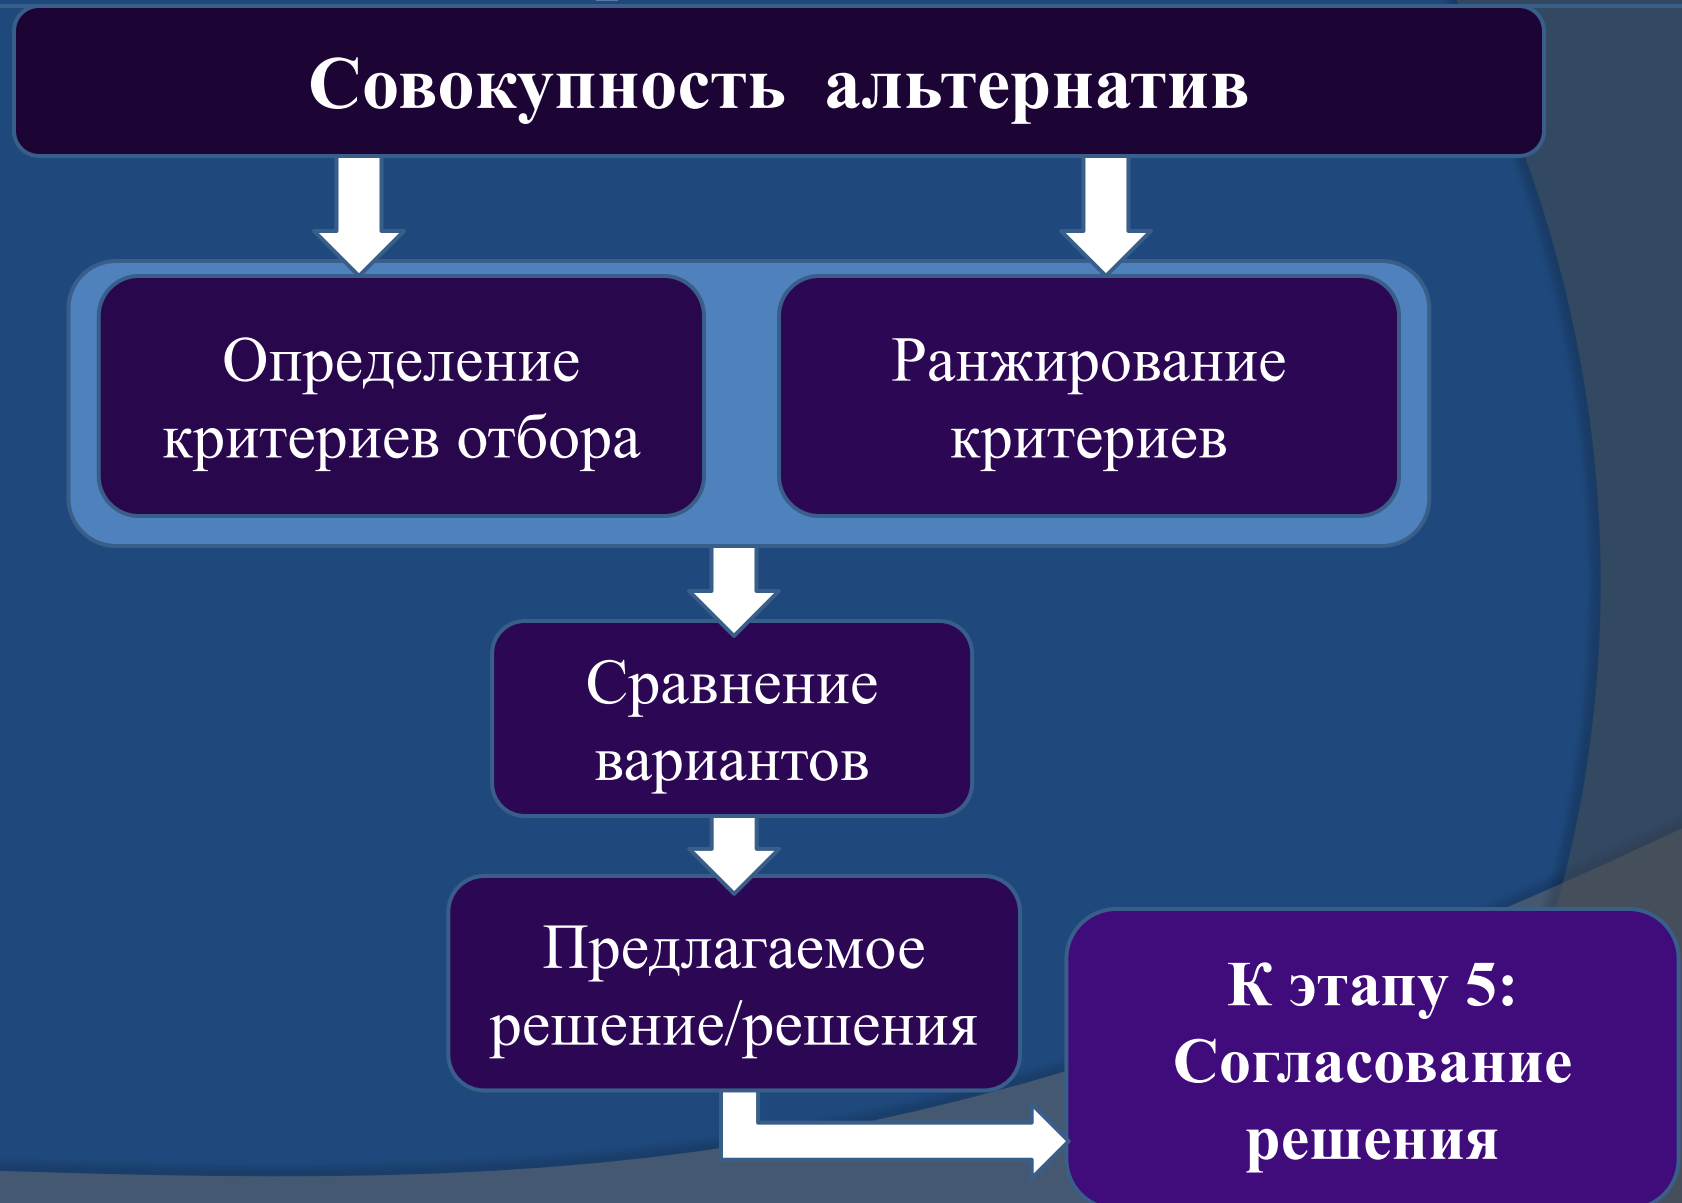 Совокупность альтернатив
Определение
критериев отбора
Ранжирование
критериев
Сравнение
вариантов
Предлагаемое
решение/решения
К этапу 5:
Согласование
решения